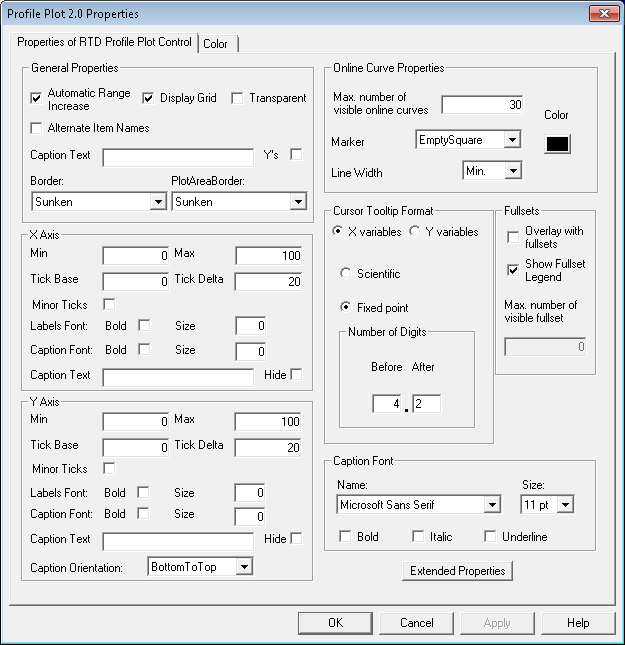 Profile Plot 2.0 Properties
Properties of RTD Profile Plot Control
Color
General Properties
Automatic Range Increase
Display Grid
Transparent
Alternate Item Names
Caption Text
Y's
Border:
PlotAreaBorder:
Sunken
Sunken
X Axis
Min
0
Max
100
Tick Base
0
Tick Delta
20
Minor Ticks
Labels Font:
Bold
Size
0
Caption Font:
Bold
Size
0
Caption Text
Hide
Y Axis
Min
0
Max
100
Tick Base
0
Tick Delta
20
Minor Ticks
Labels Font:
Bold
Size
0
Caption Font:
Bold
Size
0
Caption Text
Hide
Caption Orientation:
BottomToTop
Online Curve Properties
Max. number of
visible online curves
30
Color
Marker
EmptySquare
Line Width
Min.
Cursor Tooltip Format
X variables
Y variables
Scientific
Fixed point
Number of Digits
Before
After
4
.
2
Fullsets
Overlay with
fullsets
Show Fullset
Legend
Max. number of
visible fullset
0
Caption Font
Name:
Size:
Microsoft Sans Serif
11 pt
Bold
Italic
Underline
Extended Properties
OK
Cancel
Apply
Help